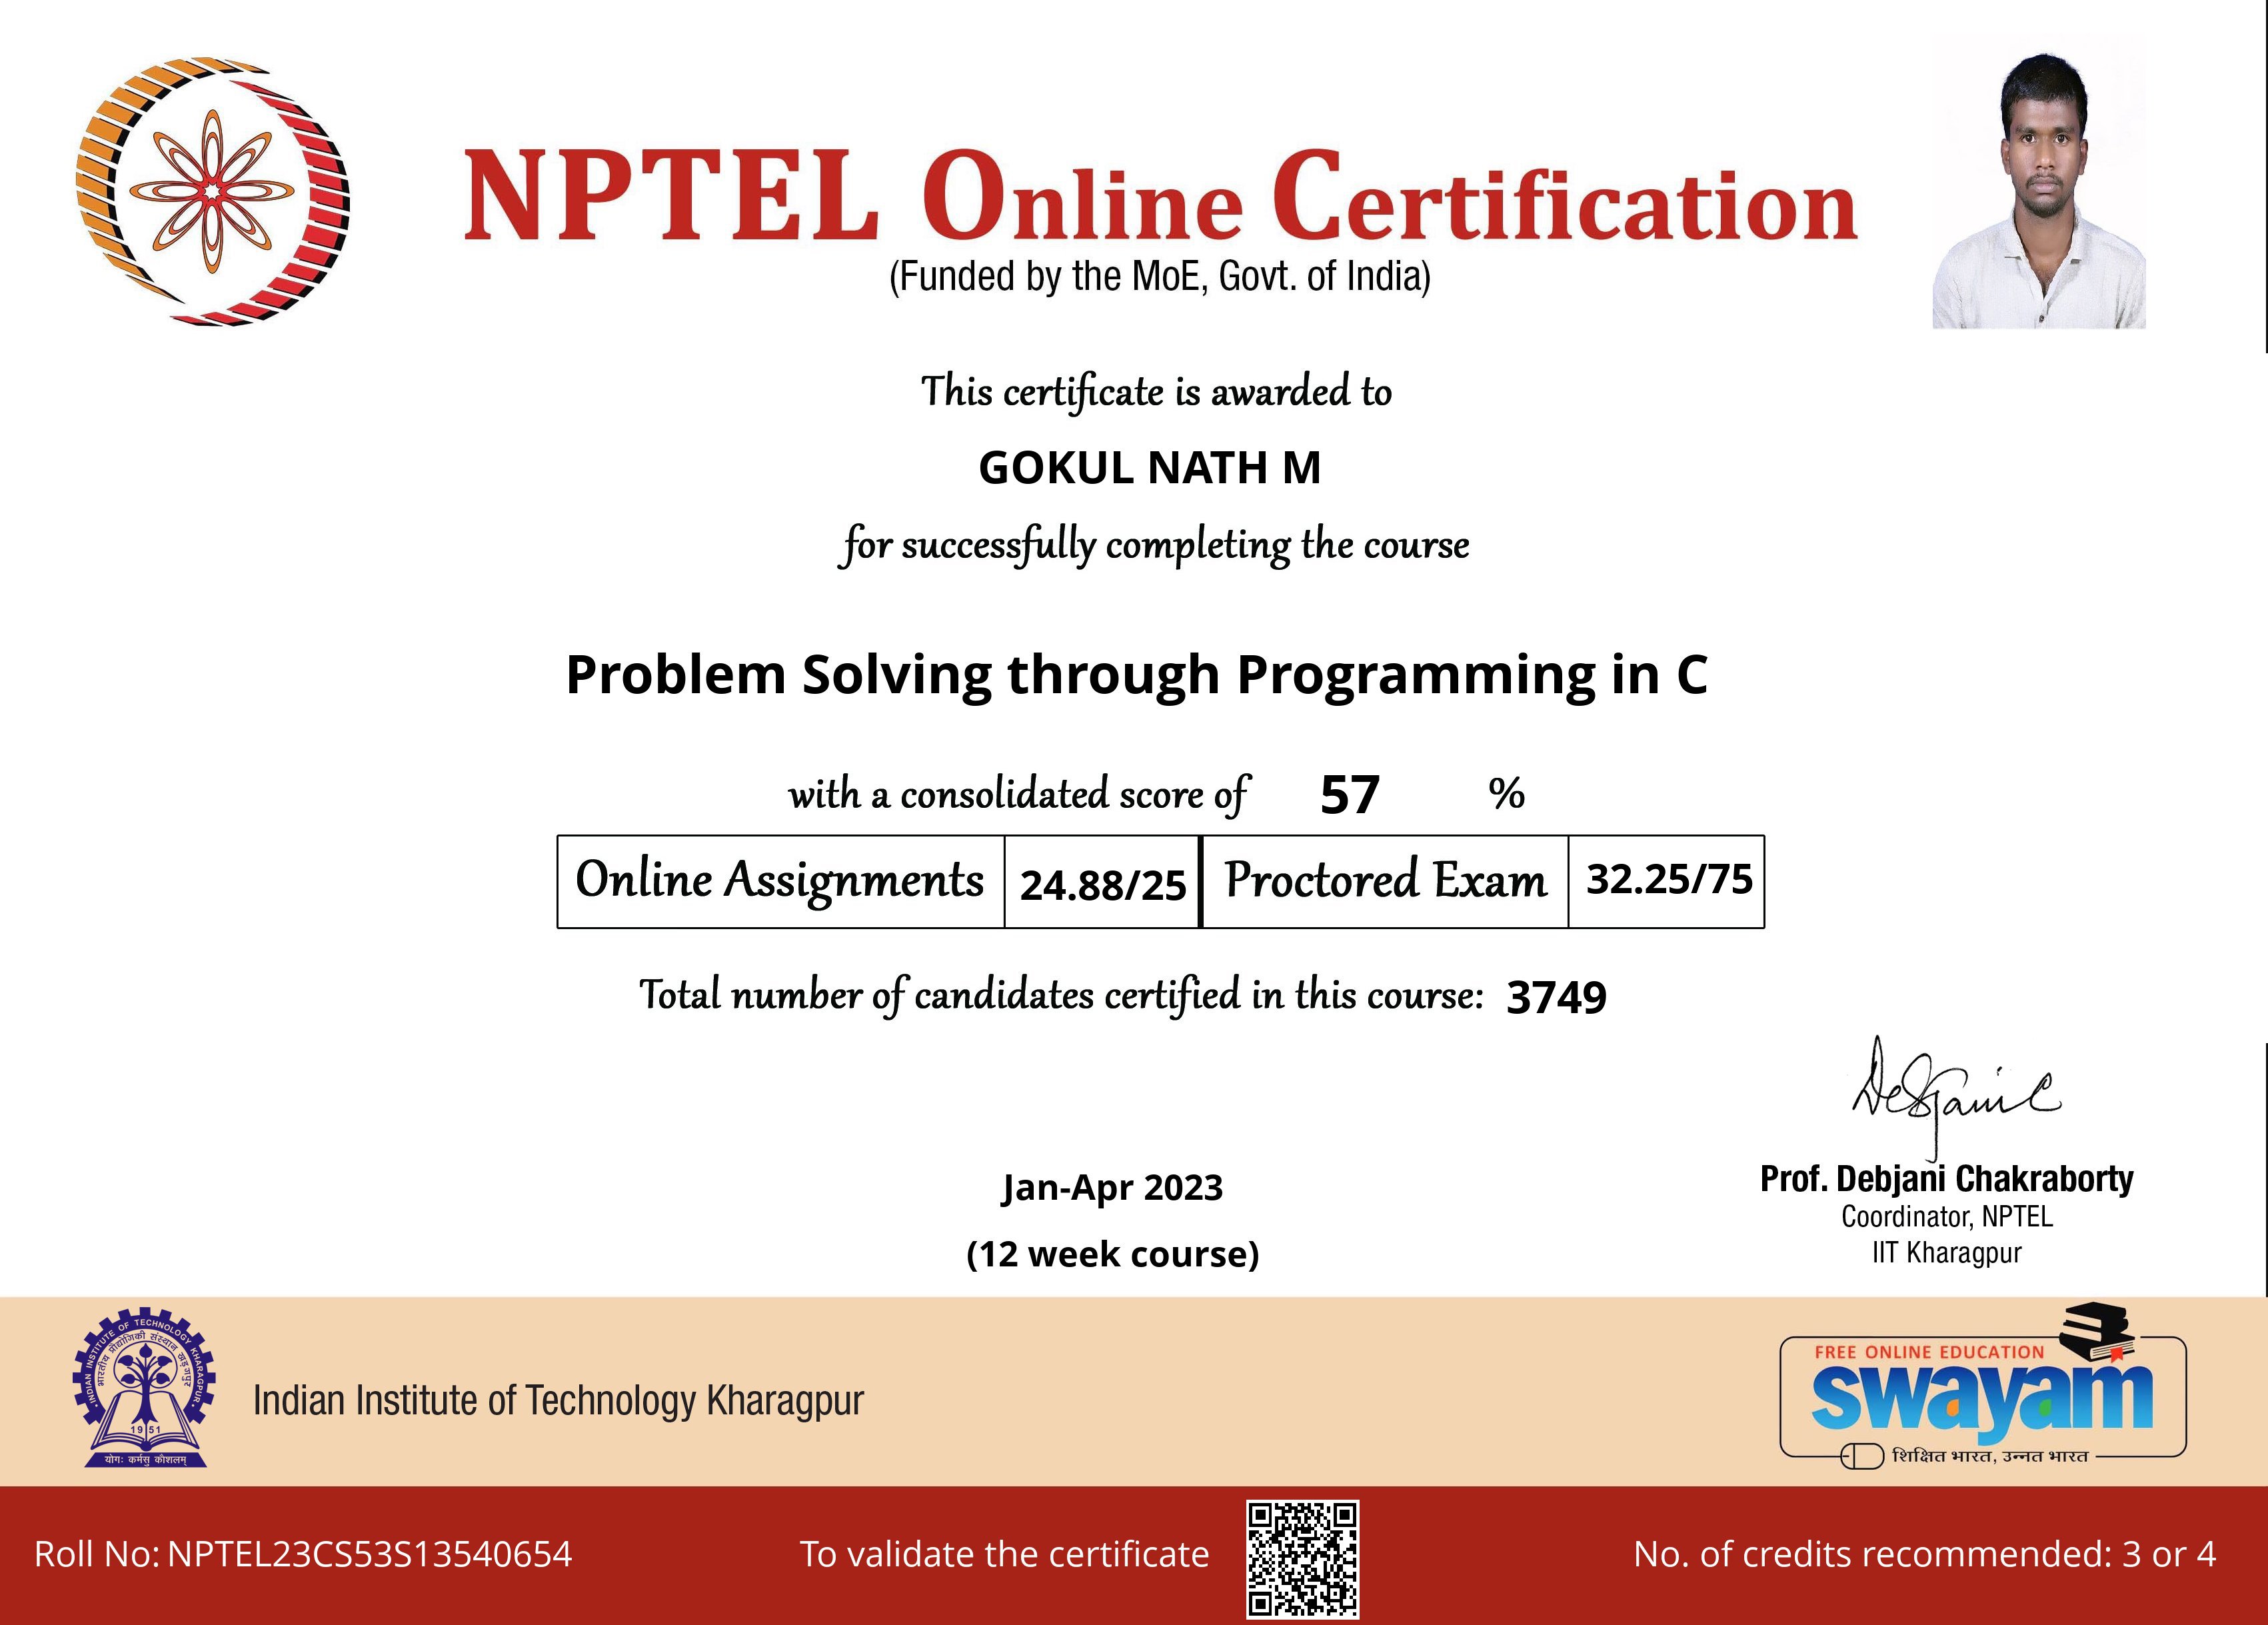 NPTEL Online Certification
(Funded by the MoE, Govt. of India)
This certificate is awarded to
GOKUL NATH M
for successfully completing the course
Problem Solving through Programming in C
with a consolidated score of 57 %
Online Assignments 24.88/25 Proctored Exam 32.25/75
Total number of candidates certified in this course: 3749
Jan-Apr 2023
(12 week course)
Debjani C
Prof. Debjani Chakraborty
Coordinator, NPTEL
IIT Kharagpur
INDIAN INSTITUTE OF TECHNOLOGY KHARAGPUR
भारतीय प्रौद्योगिकी संस्थान खड़गपुर
1951
योगः कर्मसु कौशलम्
Indian Institute of Technology Kharagpur
FREE ONLINE EDUCATION
swayam
शिक्षित भारत, उन्नत भारत
Roll No: NPTEL23CS53S13540654
To validate the certificate
No. of credits recommended: 3 or 4